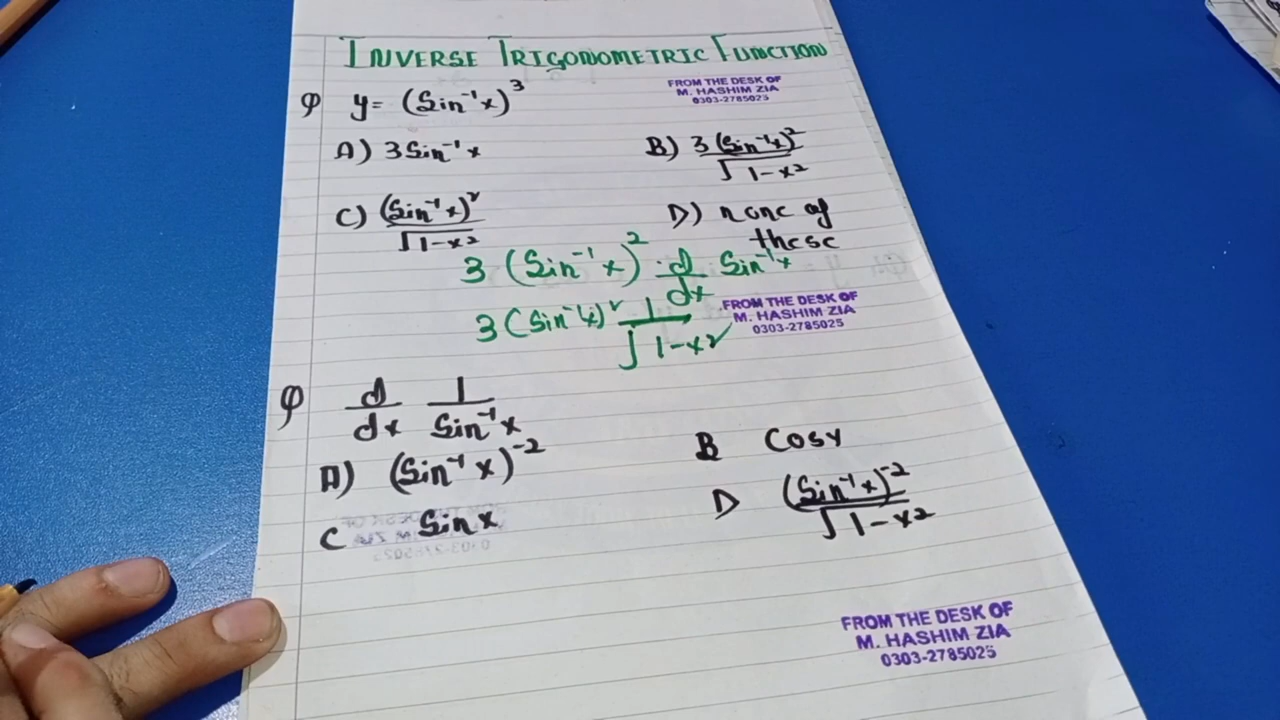 INVERSE TRIGONOMETRIC FUNCTION
FROM THE DESK OF
M. HASHIM ZIA
0303-2785025
Q y = (Sin⁻¹x)³
A) 3 Sin⁻¹x B) 3(Sin⁻¹x)²/√1-x²
C) (Sin⁻¹x)²/√1-x² D) none of
these
3 (Sin⁻¹x)² . d/dx Sin⁻¹x
3 (Sin⁻¹x)² 1/√1-x²
FROM THE DESK OF
M. HASHIM ZIA
0303-2785025
Q d/dx 1/Sin⁻¹x
A) (Sin⁻¹x)⁻² B Cosx
C Sinx D (Sin⁻¹x)⁻²/√1-x²
FROM THE DESK OF
M. HASHIM ZIA
0303-2785025